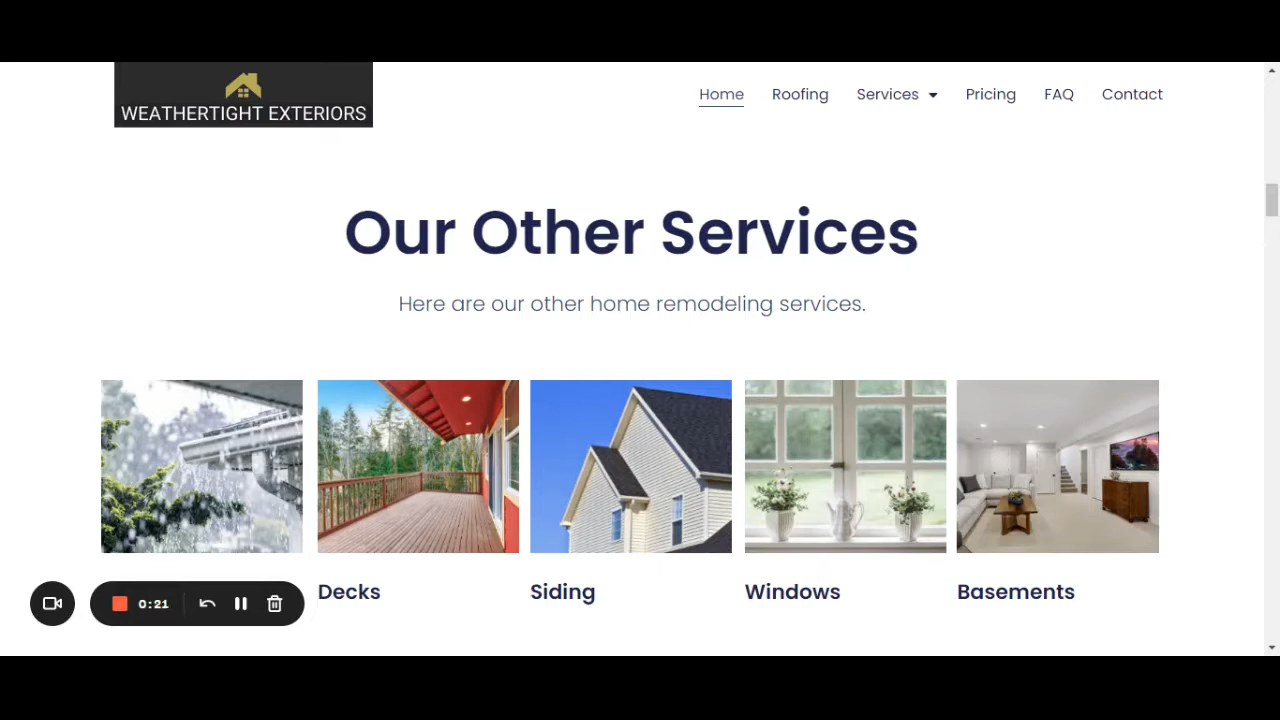 WEATHERTIGHT EXTERIORS
Home Roofing Services Pricing FAQ Contact
Our Other Services
Here are our other home remodeling services.
Decks Siding Windows Basements
0:21